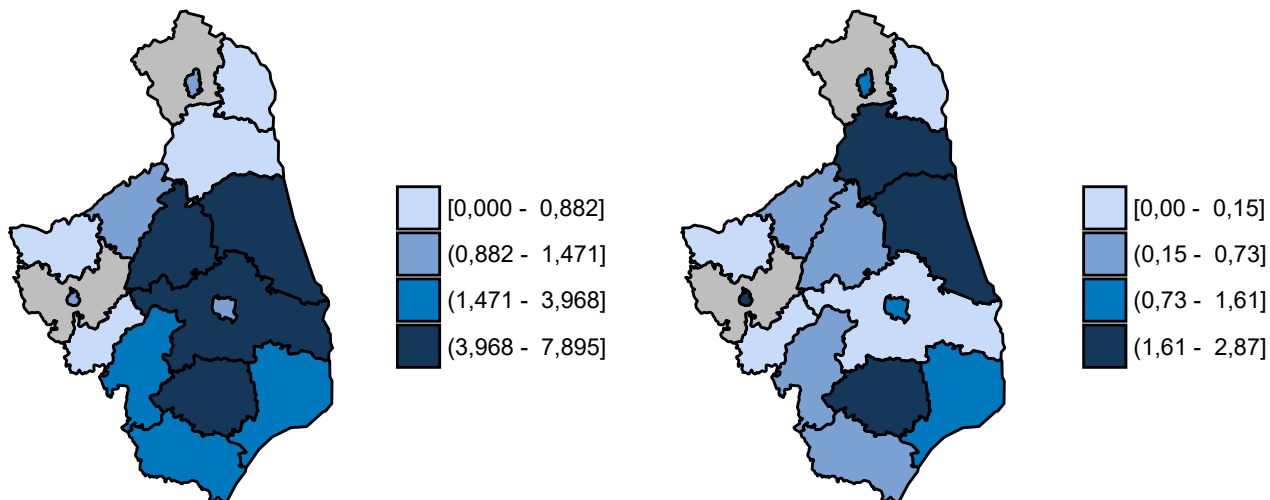 [0,000 - 0,882]
(0,882 - 1,471]
(1,471 - 3,968]
(3,968 - 7,895]
[0,00 - 0,15]
(0,15 - 0,73]
(0,73 - 1,61]
(1,61 - 2,87]